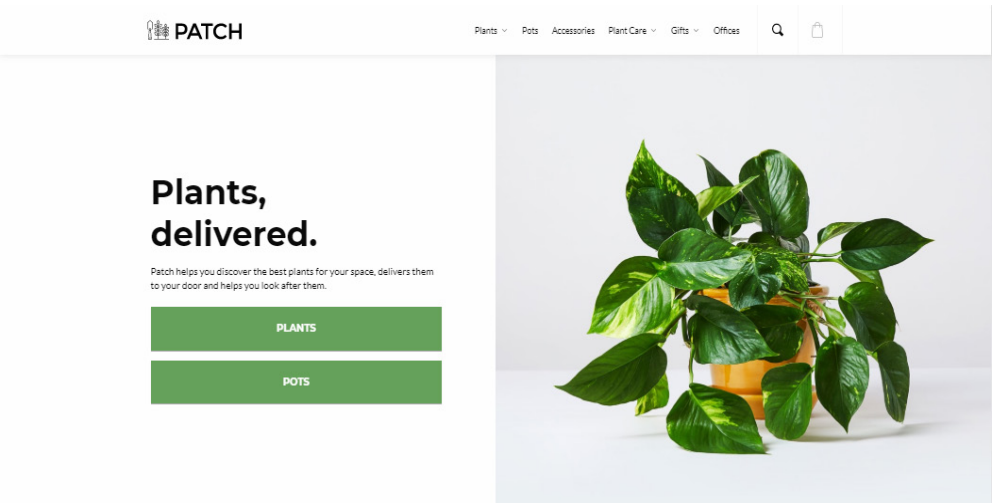 PATCH
Plants Pots Accessories Plant Care Gifts Offices
Plants,
delivered.
Patch helps you discover the best plants for your space, delivers them
to your door and helps you look after them.
PLANTS
POTS